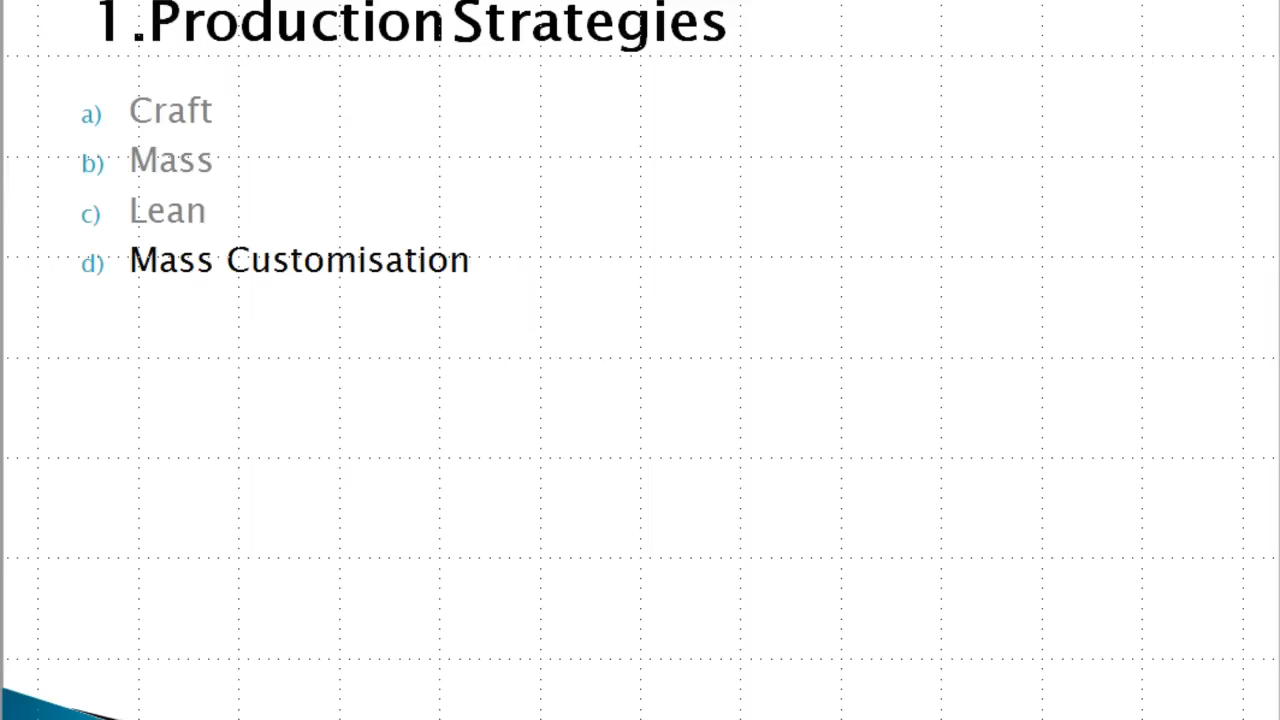 1.Production Strategies
a) Craft
b) Mass
c) Lean
d) Mass Customisation